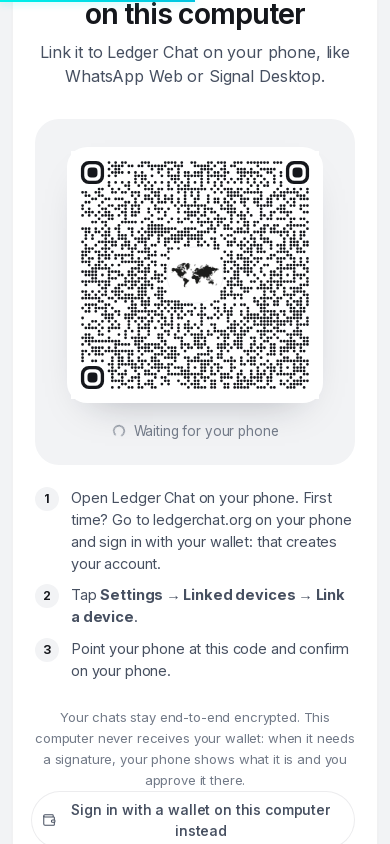 on this computer
Link it to Ledger Chat on your phone, like
WhatsApp Web or Signal Desktop.
Waiting for your phone
1 Open Ledger Chat on your phone. First
time? Go to ledgerchat.org on your phone
and sign in with your wallet: that creates
your account.
2 Tap Settings → Linked devices → Link
a device.
3 Point your phone at this code and confirm
on your phone.
Your chats stay end-to-end encrypted. This
computer never receives your wallet: when it needs
a signature, your phone shows what it is and you
approve it there.
Sign in with a wallet on this computer
instead